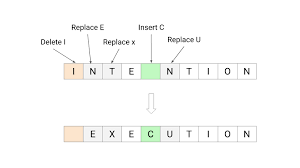 Replace E
Insert C
Delete I
Replace x
Replace U
I N T E N T I O N
E X E C U T I O N